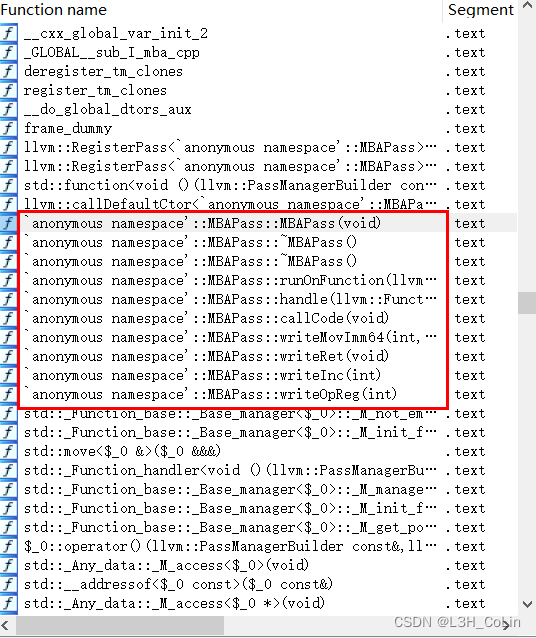 Function name Segment
f __cxx_global_var_init_2 .text
f _GLOBAL__sub_I_mba_cpp .text
f deregister_tm_clones .text
f register_tm_clones .text
f __do_global_dtors_aux .text
f frame_dummy .text
f llvm::RegisterPass<`anonymous namespace'::MBAPass>… .text
f llvm::RegisterPass<`anonymous namespace'::MBAPass>… .text
f std::function<void ()(llvm::PassManagerBuilder con… .text
f llvm::callDefaultCtor<`anonymous namespace'::MBAPa… .text
f `anonymous namespace'::MBAPass::MBAPass(void) .text
f `anonymous namespace'::MBAPass::~MBAPass() .text
f `anonymous namespace'::MBAPass::~MBAPass() .text
f `anonymous namespace'::MBAPass::runOnFunction(llvm… .text
f `anonymous namespace'::MBAPass::handle(llvm::Funct… .text
f `anonymous namespace'::MBAPass::callCode(void) .text
f `anonymous namespace'::MBAPass::writeMovImm64(int,… .text
f `anonymous namespace'::MBAPass::writeRet(void) .text
f `anonymous namespace'::MBAPass::writeInc(int) .text
f `anonymous namespace'::MBAPass::writeOpReg(int) .text
f std::_Function_base::_Base_manager<$_0>::_M_not_em… .text
f std::_Function_base::_Base_manager<$_0>::_M_init_f… .text
f std::move<$_0 &>($_0 &&&) .text
f std::_Function_handler<void ()(llvm::PassManagerBu… .text
f std::_Function_base::_Base_manager<$_0>::_M_manage… .text
f std::_Function_base::_Base_manager<$_0>::_M_init_f… .text
f std::_Function_base::_Base_manager<$_0>::_M_get_po… .text
f $_0::operator()(llvm::PassManagerBuilder const&,ll… .text
f std::_Any_data::_M_access<$_0>(void) .text
f std::__addressof<$_0 const>($_0 const&) .text
f std::_Any_data::_M_access<$_0 *>(void) .text
CSDN @L3H_CoLin